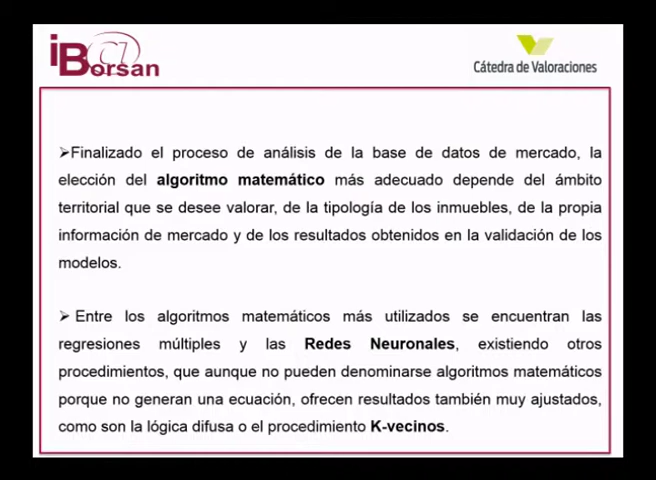 iBorsan
Cátedra de Valoraciones
➢Finalizado el proceso de análisis de la base de datos de mercado, la
elección del algoritmo matemático más adecuado depende del ámbito
territorial que se desee valorar, de la tipología de los inmuebles, de la propia
información de mercado y de los resultados obtenidos en la validación de los
modelos.
➢ Entre los algoritmos matemáticos más utilizados se encuentran las
regresiones múltiples y las Redes Neuronales, existiendo otros
procedimientos, que aunque no pueden denominarse algoritmos matemáticos
porque no generan una ecuación, ofrecen resultados también muy ajustados,
como son la lógica difusa o el procedimiento K-vecinos.